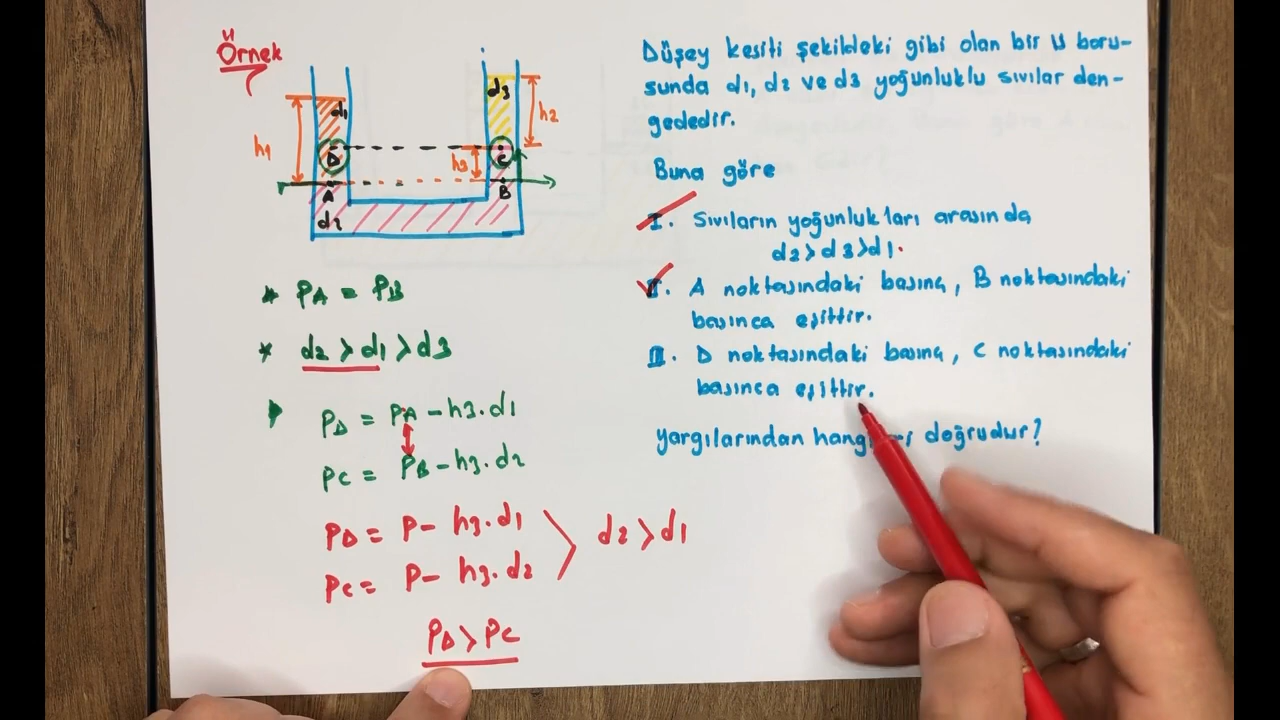 Örnek
d1
d3
h2
h1
D
C
h3
A
B
d2
* PA = PB
* d2 > d1 > d3
PD = PA - h3.d1
PC = PB - h3.d2
PD = P - h3.d1
PC = P - h3.d2
d2 > d1
PD > PC
Düşey kesiti şekildeki gibi olan bir U boru-
sunda d1, d2 ve d3 yoğunluklu sıvılar den-
gededir.
Buna göre
I. Sıvıların yoğunlukları arasında
d2 > d3 > d1.
II. A noktasındaki basınç, B noktasındaki
basınca eşittir.
III. D noktasındaki basınç, C noktasındaki
basınca eşittir.
yargılarından doğrudur?